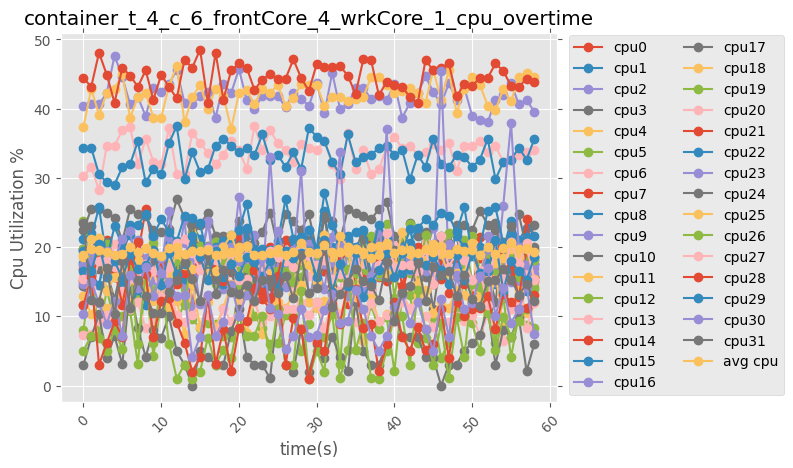 container_t_4_c_6_frontCore_4_wrkCore_1_cpu_overtime
50
40
30
20
10
0
Cpu Utilization %
0
10
20
30
40
50
60
time(s)
cpu0
cpu1
cpu2
cpu3
cpu4
cpu5
cpu6
cpu7
cpu8
cpu9
cpu10
cpu11
cpu12
cpu13
cpu14
cpu15
cpu16
cpu17
cpu18
cpu19
cpu20
cpu21
cpu22
cpu23
cpu24
cpu25
cpu26
cpu27
cpu28
cpu29
cpu30
cpu31
avg cpu